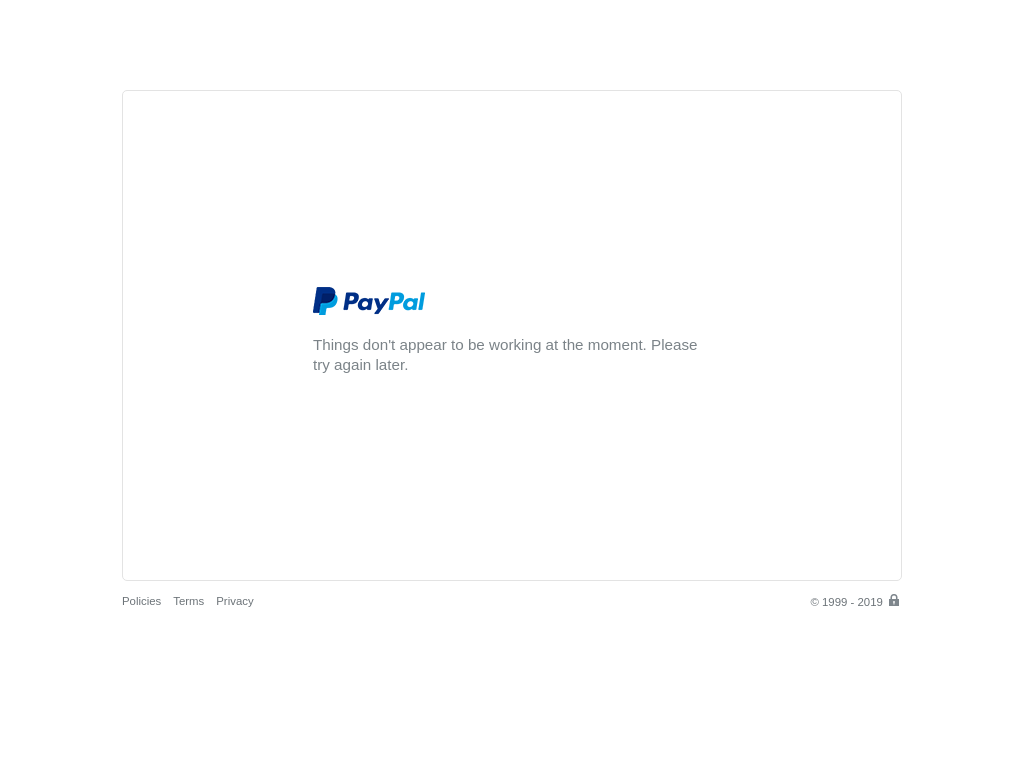 PayPal
Things don't appear to be working at the moment. Please
try again later.
Policies Terms Privacy
© 1999 - 2019